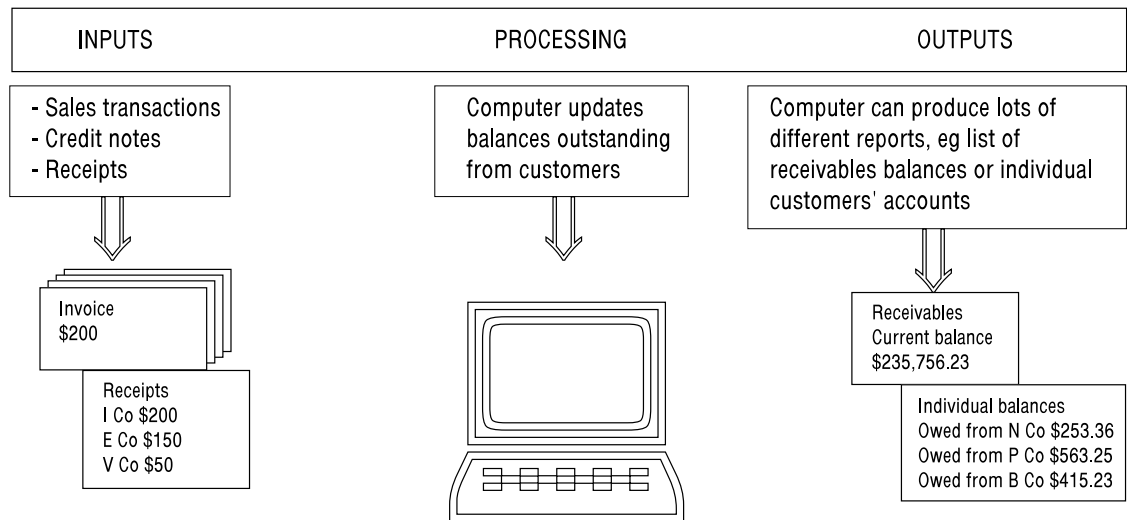 INPUTS
PROCESSING
OUTPUTS
- Sales transactions
- Credit notes
- Receipts
Computer updates
balances outstanding
from customers
Computer can produce lots of
different reports, eg list of
receivables balances or individual
customers' accounts
Invoice
$200
Receipts
I Co $200
E Co $150
V Co $50
Receivables
Current balance
$235,756.23
Individual balances
Owed from N Co $253.36
Owed from P Co $563.25
Owed from B Co $415.23